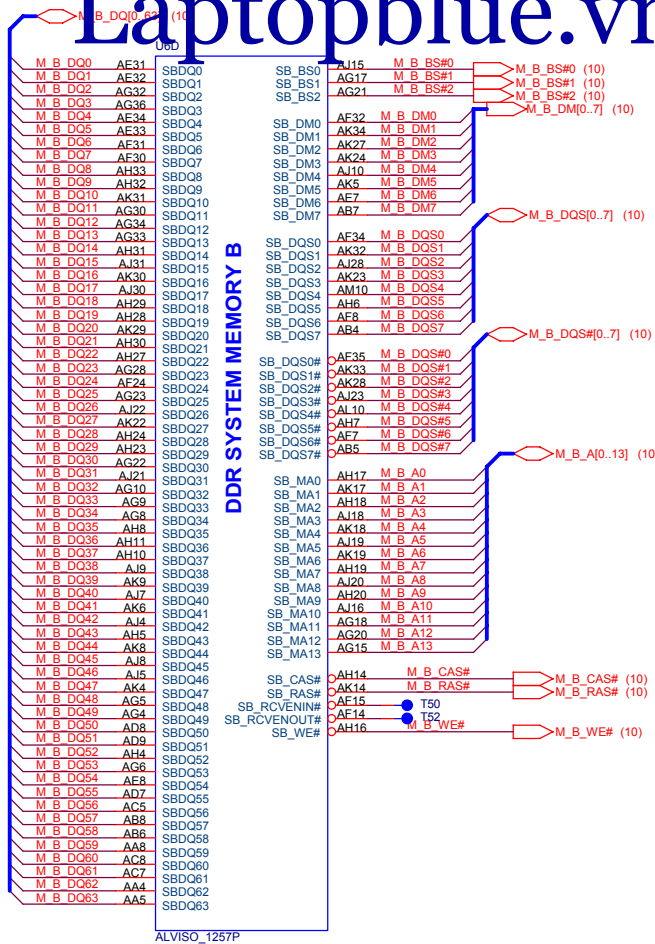 Laptopblue.vn
M_B_DQ[0..63] (10)
U6D
M_B_DQ0 AE31 SBDQ0
M_B_DQ1 AE32 SBDQ1
M_B_DQ2 AG32 SBDQ2
M_B_DQ3 AG36 SBDQ3
M_B_DQ4 AE34 SBDQ4
M_B_DQ5 AE33 SBDQ5
M_B_DQ6 AF31 SBDQ6
M_B_DQ7 AF30 SBDQ7
M_B_DQ8 AH33 SBDQ8
M_B_DQ9 AH32 SBDQ9
M_B_DQ10 AK31 SBDQ10
M_B_DQ11 AG30 SBDQ11
M_B_DQ12 AG34 SBDQ12
M_B_DQ13 AG33 SBDQ13
M_B_DQ14 AH31 SBDQ14
M_B_DQ15 AJ31 SBDQ15
M_B_DQ16 AK30 SBDQ16
M_B_DQ17 AJ30 SBDQ17
M_B_DQ18 AH29 SBDQ18
M_B_DQ19 AH28 SBDQ19
M_B_DQ20 AK29 SBDQ20
M_B_DQ21 AH30 SBDQ21
M_B_DQ22 AH27 SBDQ22
M_B_DQ23 AG28 SBDQ23
M_B_DQ24 AF24 SBDQ24
M_B_DQ25 AG23 SBDQ25
M_B_DQ26 AJ22 SBDQ26
M_B_DQ27 AK22 SBDQ27
M_B_DQ28 AH24 SBDQ28
M_B_DQ29 AH23 SBDQ29
M_B_DQ30 AG22 SBDQ30
M_B_DQ31 AJ21 SBDQ31
M_B_DQ32 AG10 SBDQ32
M_B_DQ33 AG9 SBDQ33
M_B_DQ34 AG8 SBDQ34
M_B_DQ35 AH8 SBDQ35
M_B_DQ36 AH11 SBDQ36
M_B_DQ37 AH10 SBDQ37
M_B_DQ38 AJ9 SBDQ38
M_B_DQ39 AK9 SBDQ39
M_B_DQ40 AJ7 SBDQ40
M_B_DQ41 AK6 SBDQ41
M_B_DQ42 AJ4 SBDQ42
M_B_DQ43 AH5 SBDQ43
M_B_DQ44 AK8 SBDQ44
M_B_DQ45 AJ8 SBDQ45
M_B_DQ46 AJ5 SBDQ46
M_B_DQ47 AK4 SBDQ47
M_B_DQ48 AG5 SBDQ48
M_B_DQ49 AG4 SBDQ49
M_B_DQ50 AD8 SBDQ50
M_B_DQ51 AD9 SBDQ51
M_B_DQ52 AH4 SBDQ52
M_B_DQ53 AG6 SBDQ53
M_B_DQ54 AE8 SBDQ54
M_B_DQ55 AD7 SBDQ55
M_B_DQ56 AC5 SBDQ56
M_B_DQ57 AB8 SBDQ57
M_B_DQ58 AB6 SBDQ58
M_B_DQ59 AA8 SBDQ59
M_B_DQ60 AC8 SBDQ60
M_B_DQ61 AC7 SBDQ61
M_B_DQ62 AA4 SBDQ62
M_B_DQ63 AA5 SBDQ63
DDR SYSTEM MEMORY B
SB_BS0 AJ15 M_B_BS#0 M_B_BS#0 (10)
SB_BS1 AG17 M_B_BS#1 M_B_BS#1 (10)
SB_BS2 AG21 M_B_BS#2 M_B_BS#2 (10)
M_B_DM[0..7] (10)
SB_DM0 AF32 M_B_DM0
SB_DM1 AK34 M_B_DM1
SB_DM2 AK27 M_B_DM2
SB_DM3 AK24 M_B_DM3
SB_DM4 AJ10 M_B_DM4
SB_DM5 AK5 M_B_DM5
SB_DM6 AE7 M_B_DM6
SB_DM7 AB7 M_B_DM7
M_B_DQS[0..7] (10)
SB_DQS0 AF34 M_B_DQS0
SB_DQS1 AK32 M_B_DQS1
SB_DQS2 AJ28 M_B_DQS2
SB_DQS3 AK23 M_B_DQS3
SB_DQS4 AM10 M_B_DQS4
SB_DQS5 AH6 M_B_DQS5
SB_DQS6 AF8 M_B_DQS6
SB_DQS7 AB4 M_B_DQS7
M_B_DQS#[0..7] (10)
SB_DQS0# AF35 M_B_DQS#0
SB_DQS1# AK33 M_B_DQS#1
SB_DQS2# AK28 M_B_DQS#2
SB_DQS3# AJ23 M_B_DQS#3
SB_DQS4# AL10 M_B_DQS#4
SB_DQS5# AH7 M_B_DQS#5
SB_DQS6# AF7 M_B_DQS#6
SB_DQS7# AB5 M_B_DQS#7
M_B_A[0..13] (10
SB_MA0 AH17 M_B_A0
SB_MA1 AK17 M_B_A1
SB_MA2 AH18 M_B_A2
SB_MA3 AJ18 M_B_A3
SB_MA4 AK18 M_B_A4
SB_MA5 AJ19 M_B_A5
SB_MA6 AK19 M_B_A6
SB_MA7 AH19 M_B_A7
SB_MA8 AJ20 M_B_A8
SB_MA9 AH20 M_B_A9
SB_MA10 AJ16 M_B_A10
SB_MA11 AG18 M_B_A11
SB_MA12 AG20 M_B_A12
SB_MA13 AG15 M_B_A13
SB_CAS# AH14 M_B_CAS# M_B_CAS# (10)
SB_RAS# AK14 M_B_RAS# M_B_RAS# (10)
SB_RCVENIN# AF15 T50
SB_RCVENOUT# AF14 T52
SB_WE# AH16 M_B_WE# M_B_WE# (10)
ALVISO_1257P